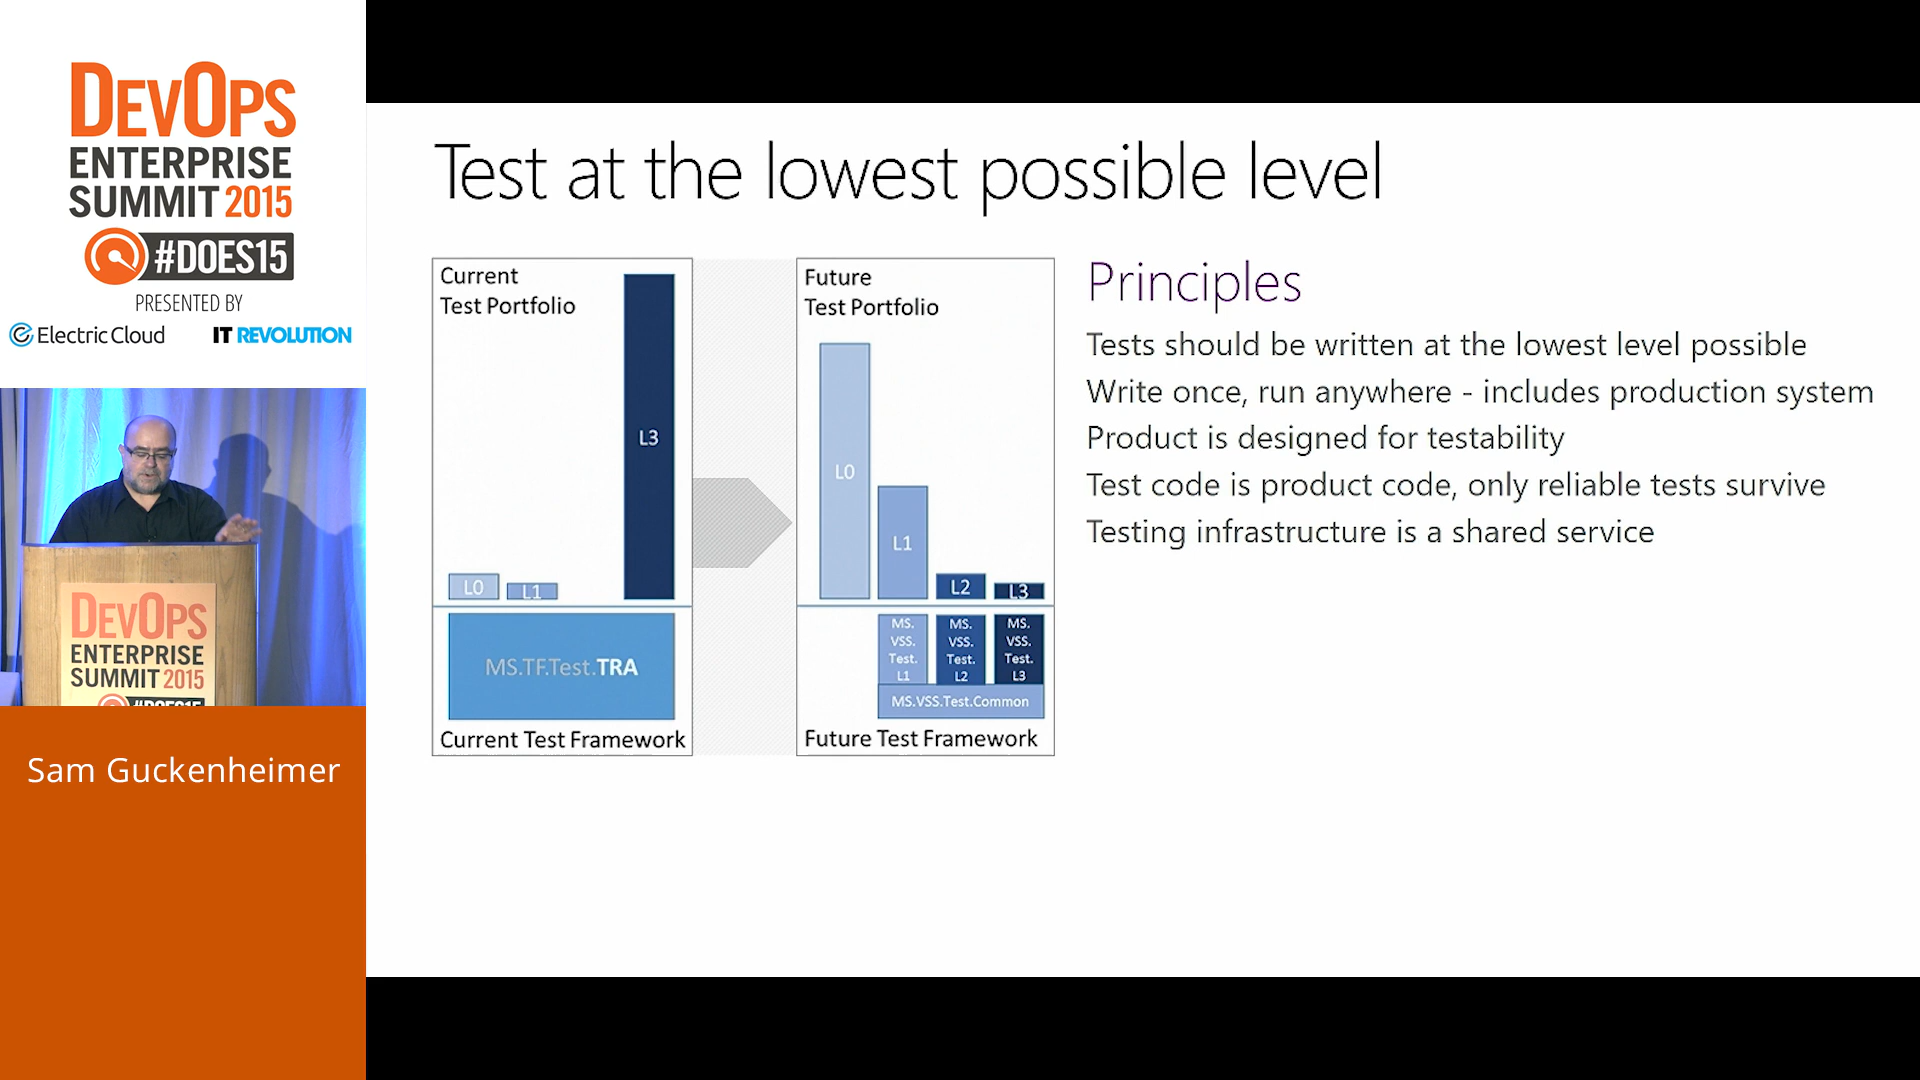 DEVOPS
ENTERPRISE
SUMMIT 2015
#DOES15
PRESENTED BY
Electric Cloud
IT REVOLUTION
DEVOPS
ENTERPRISE
SUMMIT 2015
#DOES15
Sam Guckenheimer
Test at the lowest possible level
Current
Test Portfolio
L0
L1
L3
MS.TF.Test.TRA
Current Test Framework
Future
Test Portfolio
L0
L1
L2
L3
MS.
VSS.
Test.
L1
MS.
VSS.
Test.
L2
MS.
VSS.
Test.
L3
MS.VSS.Test.Common
Future Test Framework
Principles
Tests should be written at the lowest level possible
Write once, run anywhere - includes production system
Product is designed for testability
Test code is product code, only reliable tests survive
Testing infrastructure is a shared service